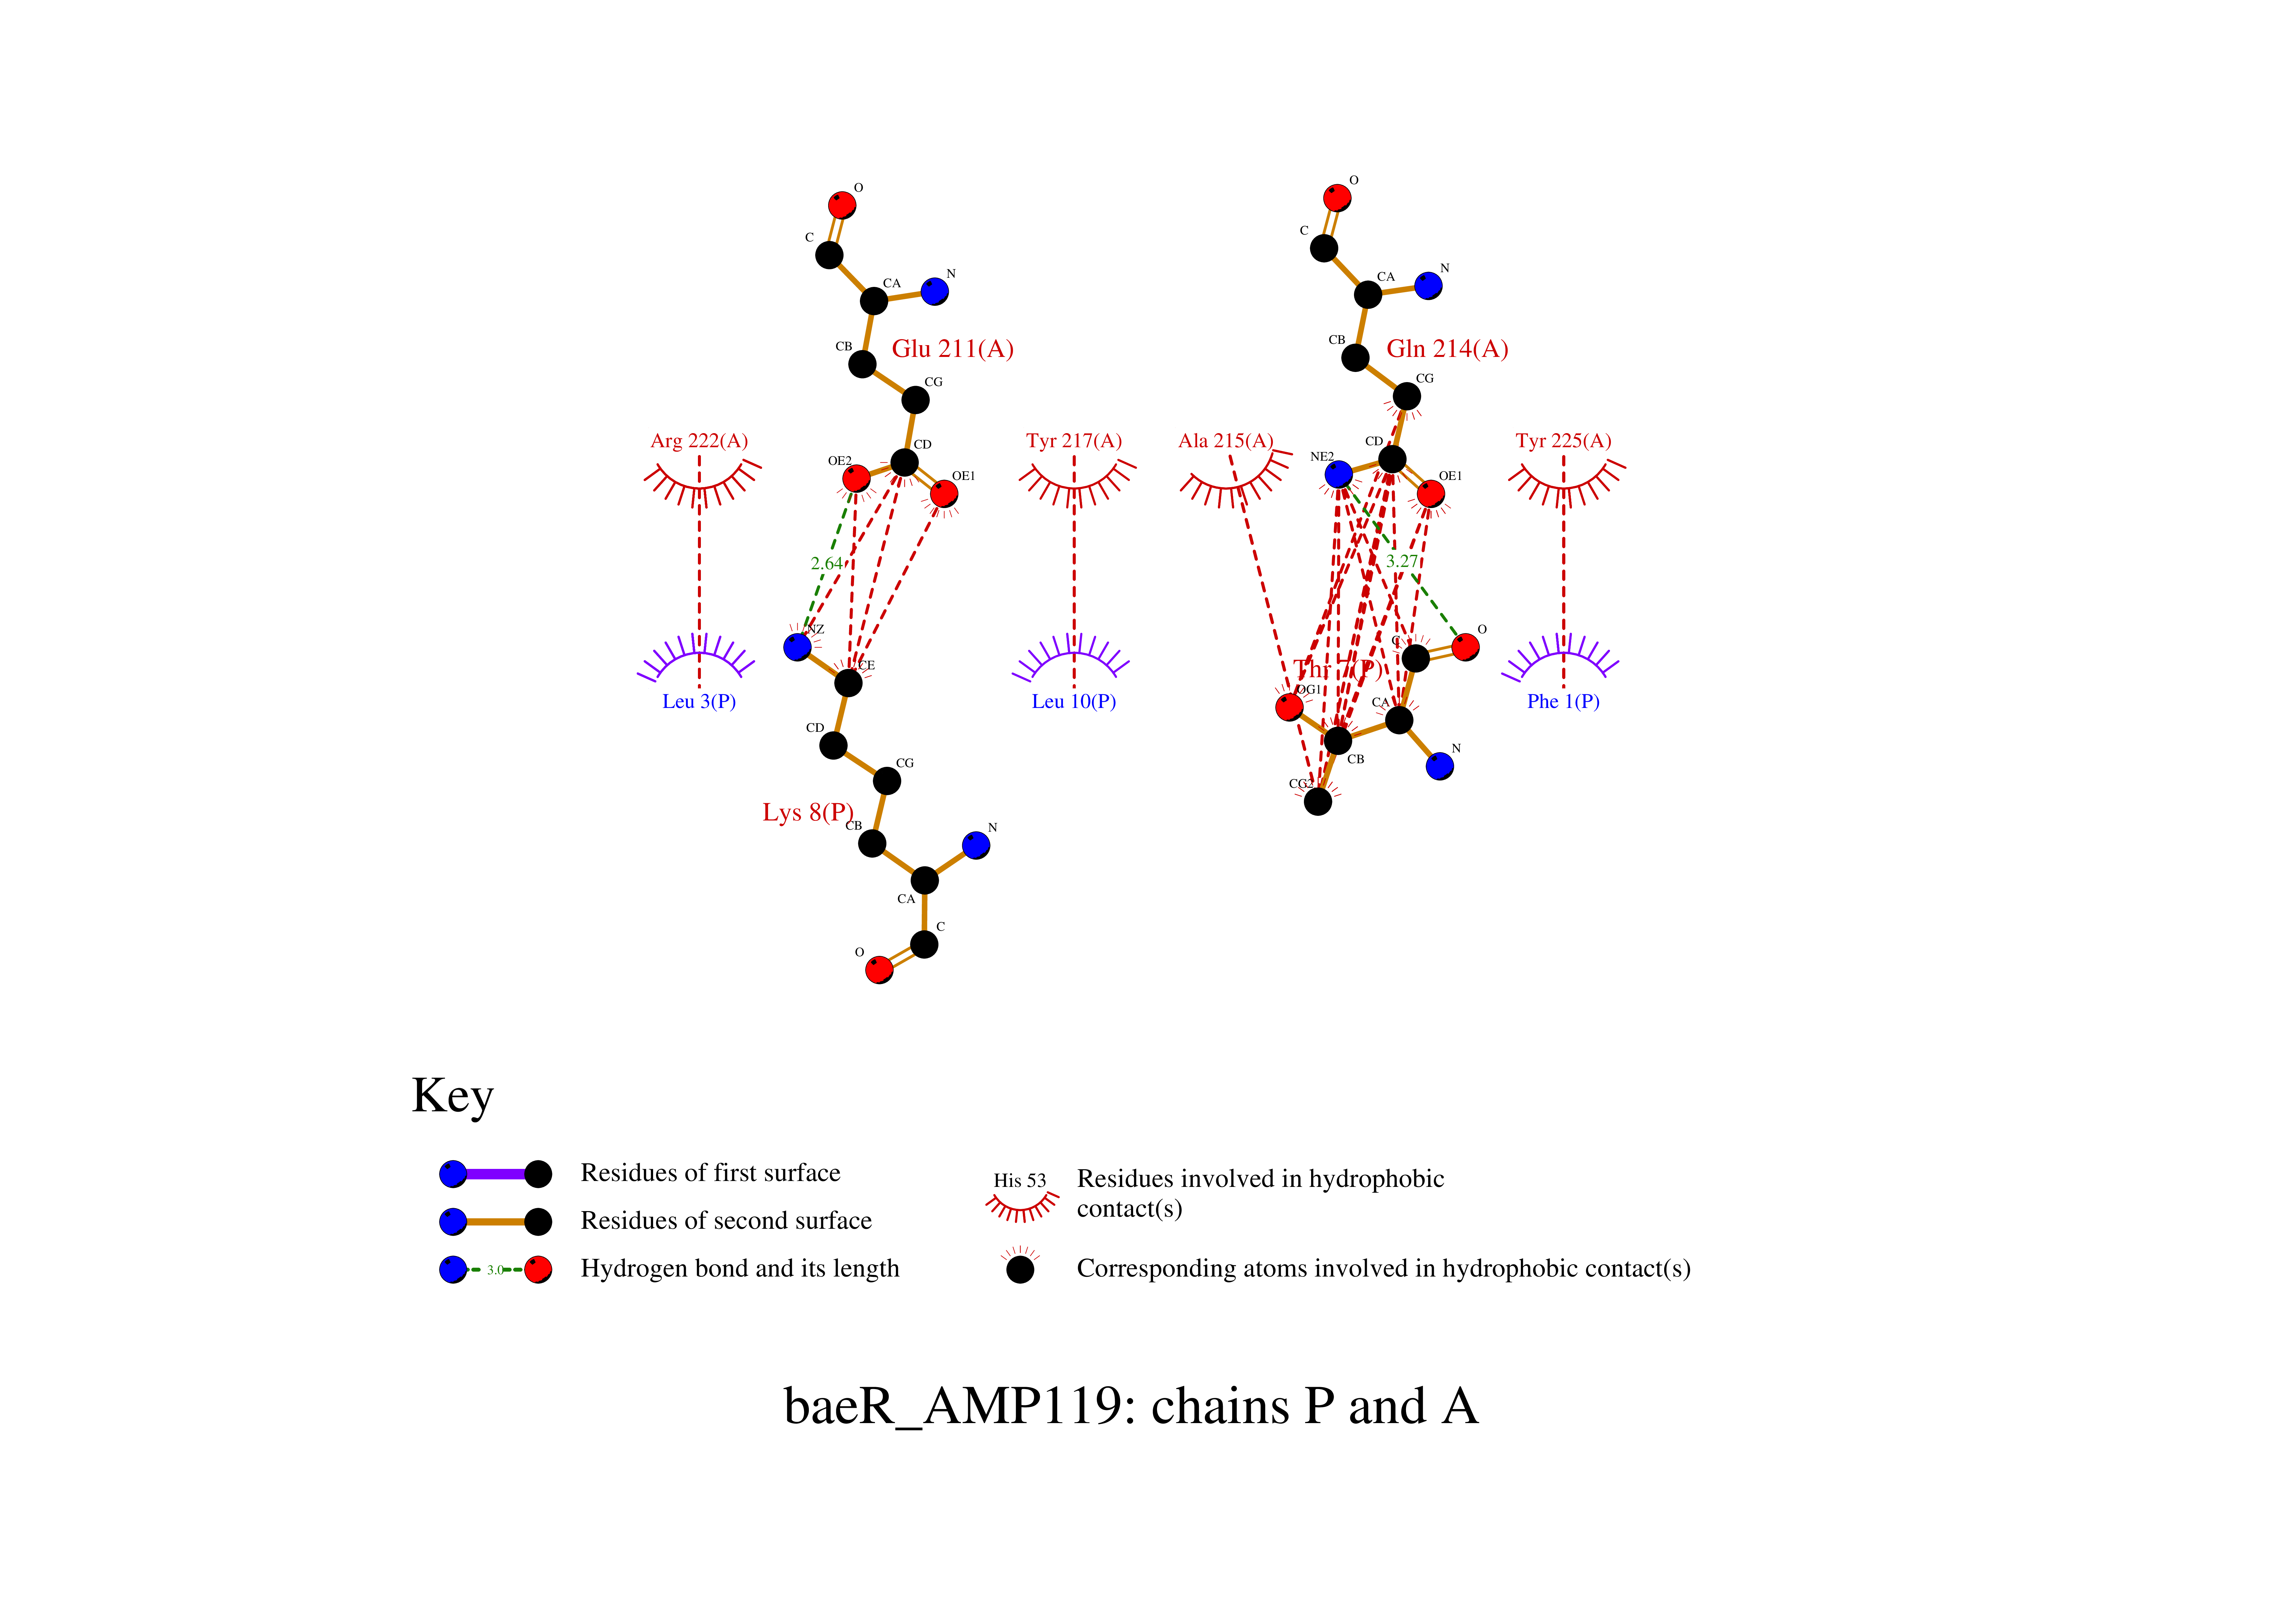 O
O
C
C
CA
N
CA
N
CB
Glu 211(A)
CB
Gln 214(A)
CG
CG
Arg 222(A)
CD
Tyr 217(A)
Ala 215(A)
CD
Tyr 225(A)
OE2
OE1
NE2
OE1
2.64
3.27
NZ
O
C
CE
Thr 7(P)
OG1
Leu 3(P)
Leu 10(P)
CA
Phe 1(P)
CD
CB
N
CG
CG2
Lys 8(P)
CB
N
CA
C
O
Key
Residues of first surface
Residues of second surface
3.0
Hydrogen bond and its length
His 53
Residues involved in hydrophobic
contact(s)
Corresponding atoms involved in hydrophobic contact(s)
baeR_AMP119: chains P and A